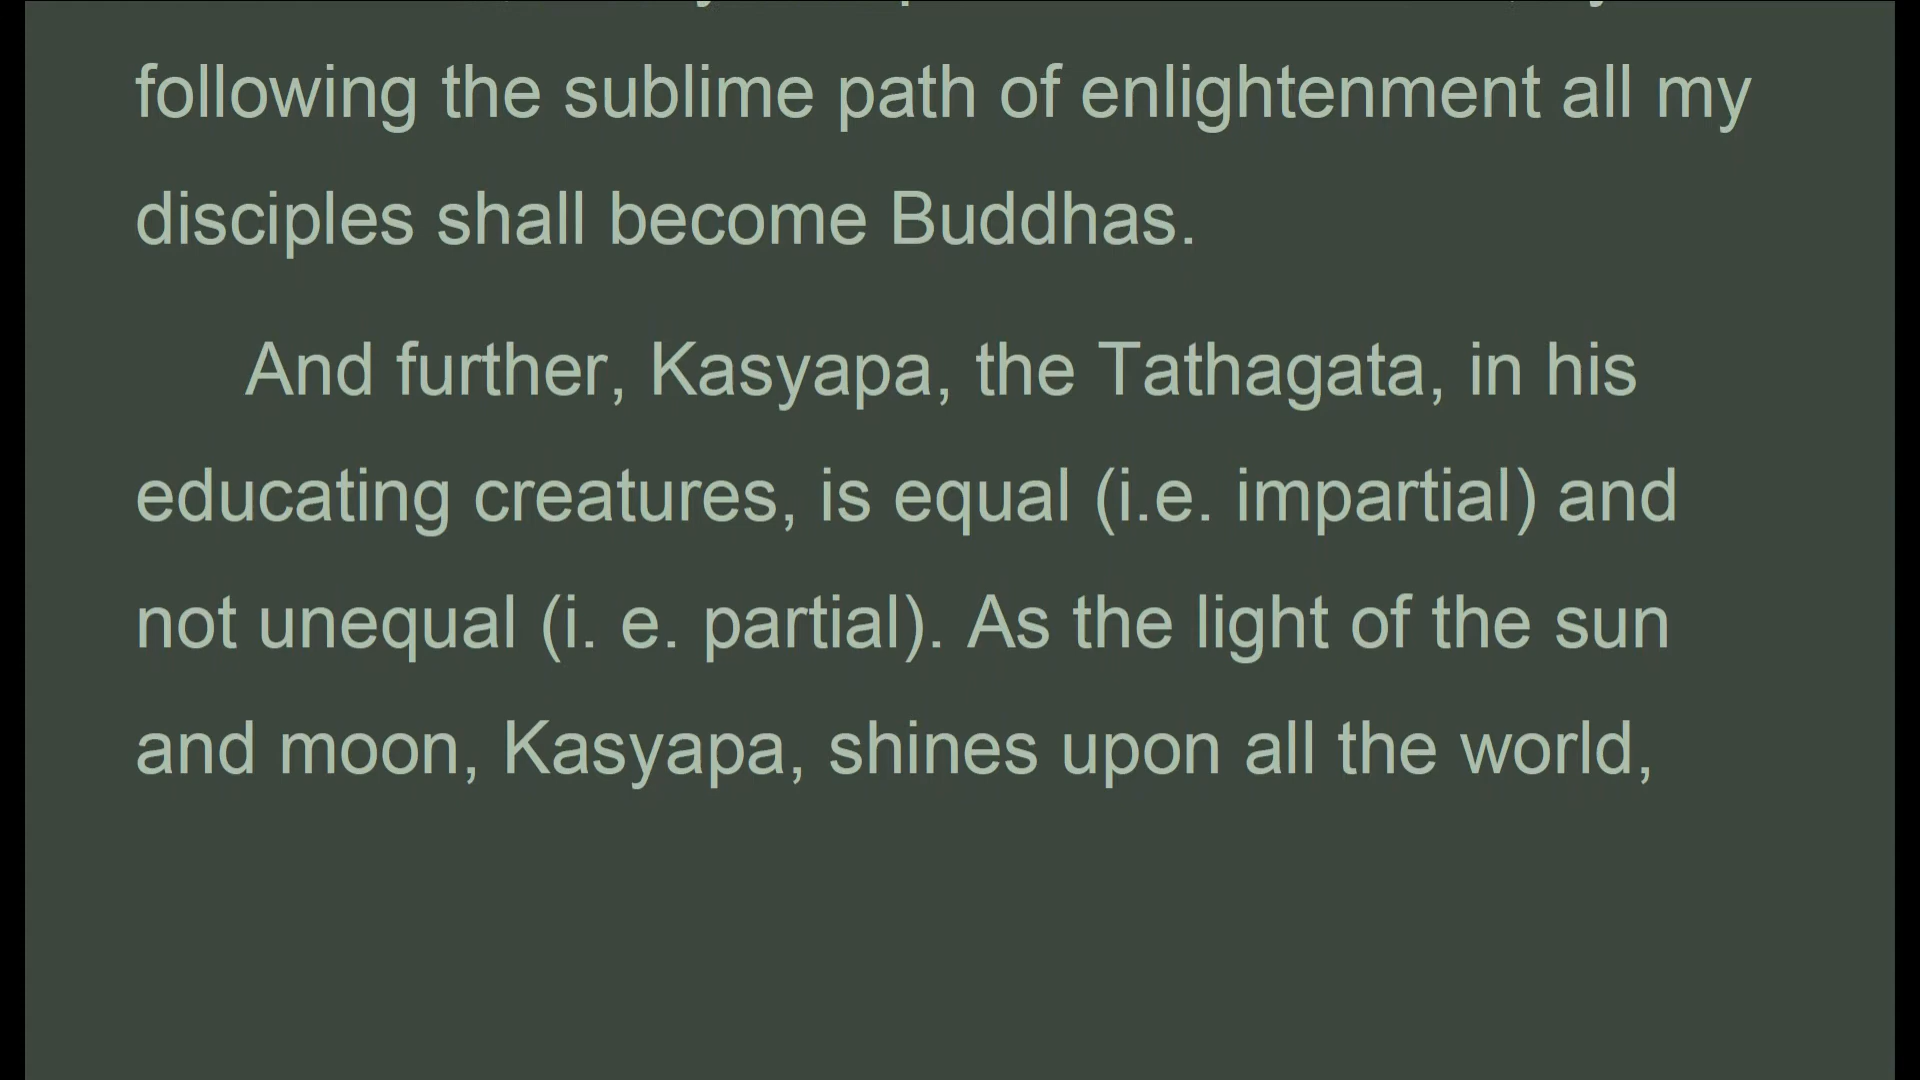 following the sublime path of enlightenment all my
disciples shall become Buddhas.
And further, Kasyapa, the Tathagata, in his
educating creatures, is equal (i.e. impartial) and
not unequal (i. e. partial). As the light of the sun
and moon, Kasyapa, shines upon all the world,